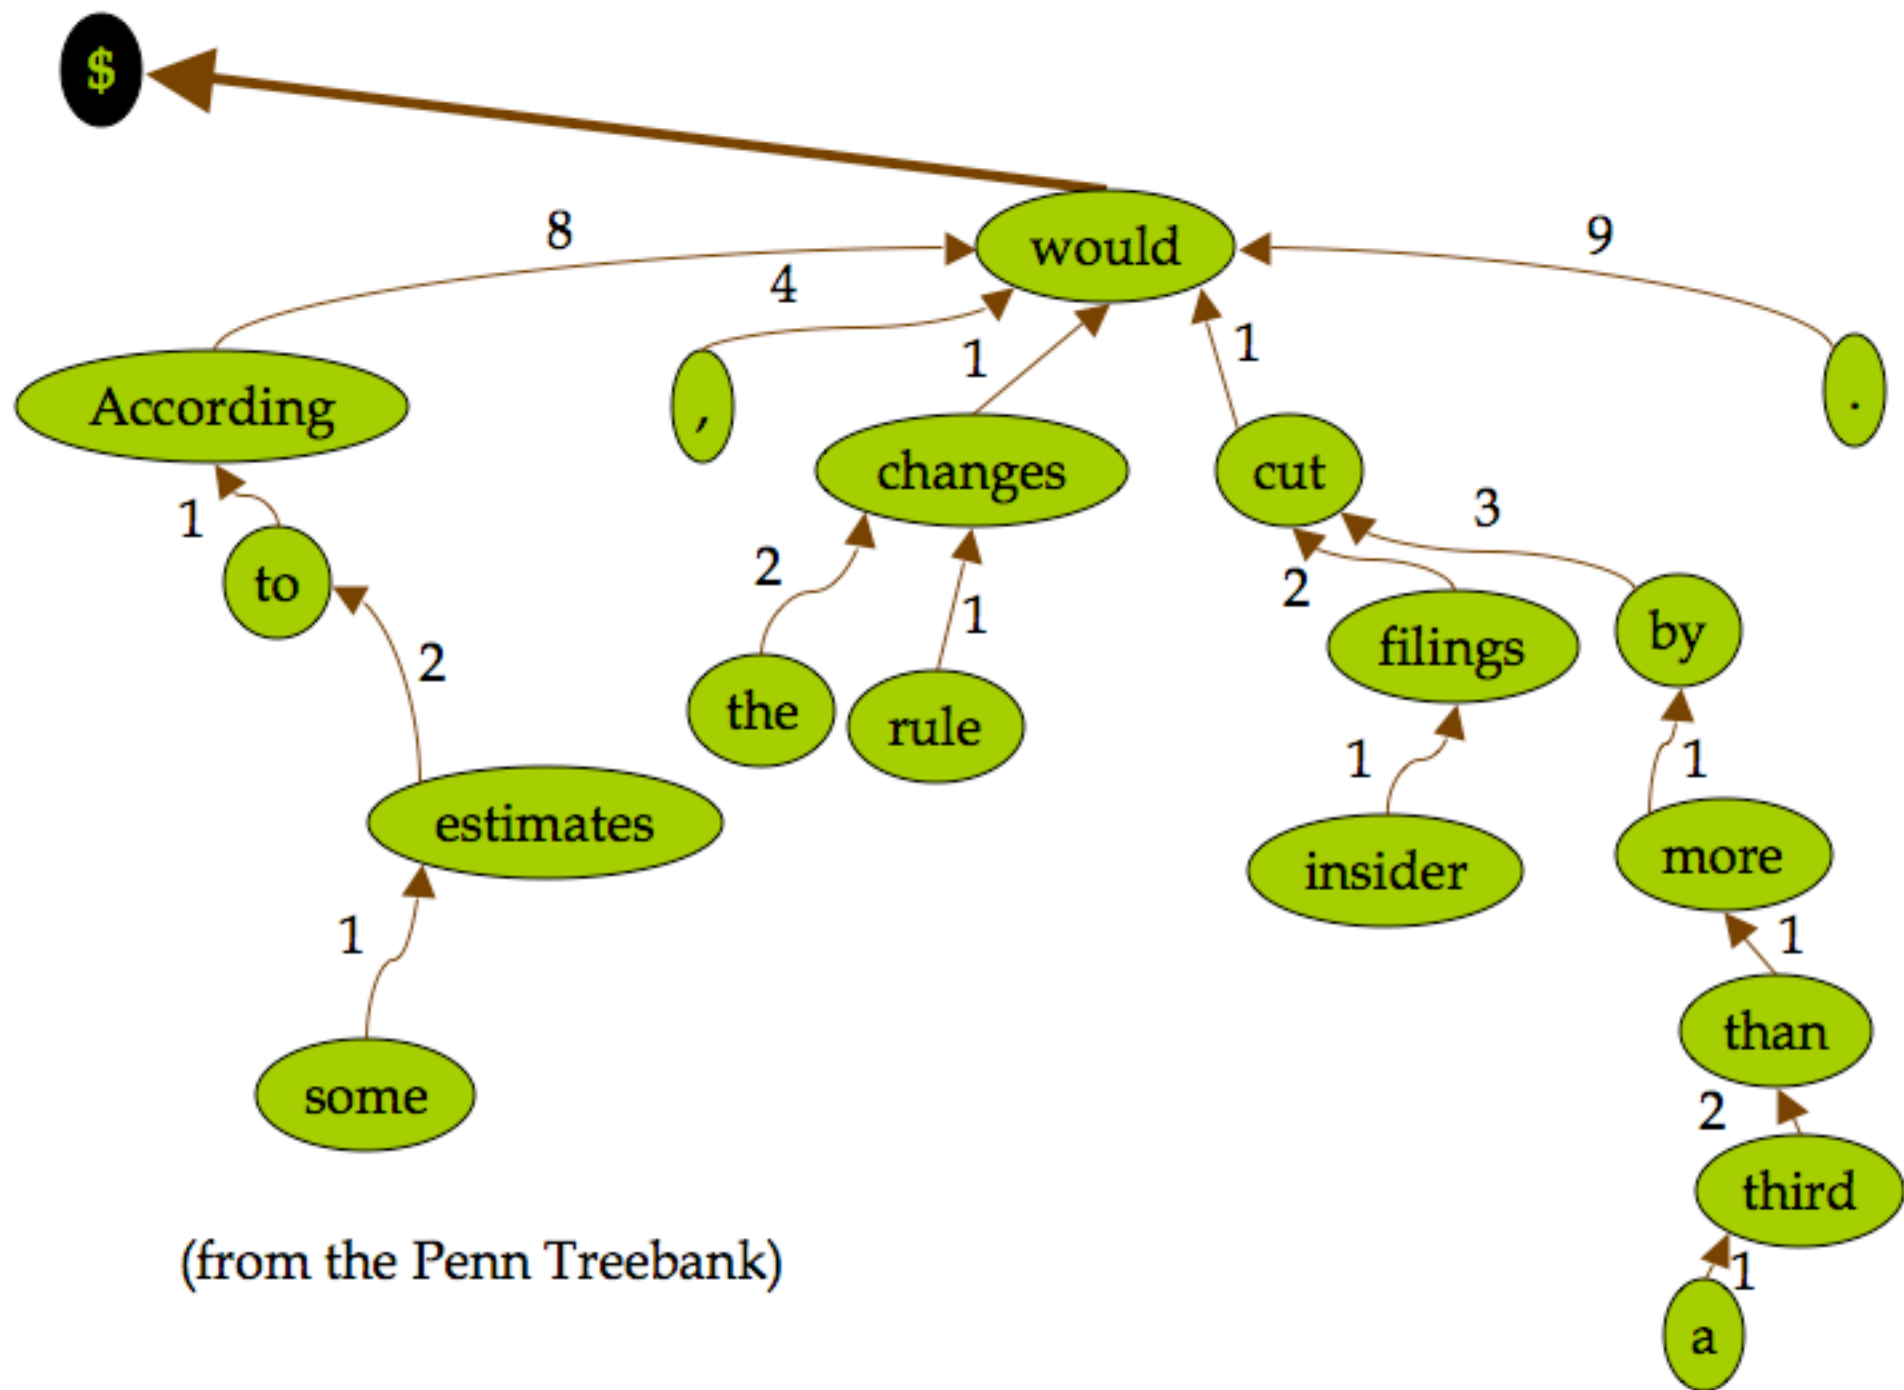 $
would
8
9
4
1
1
According
,
changes
cut
.
1
2
3
to
2
1
2
filings
by
the
rule
1
1
estimates
insider
more
1
1
some
than
2
third
(from the Penn Treebank)
1
a